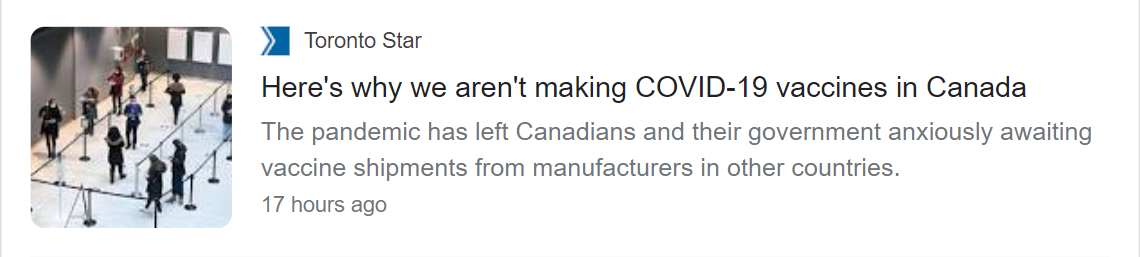 Toronto Star
Here's why we aren't making COVID-19 vaccines in Canada
The pandemic has left Canadians and their government anxiously awaiting
vaccine shipments from manufacturers in other countries.
17 hours ago